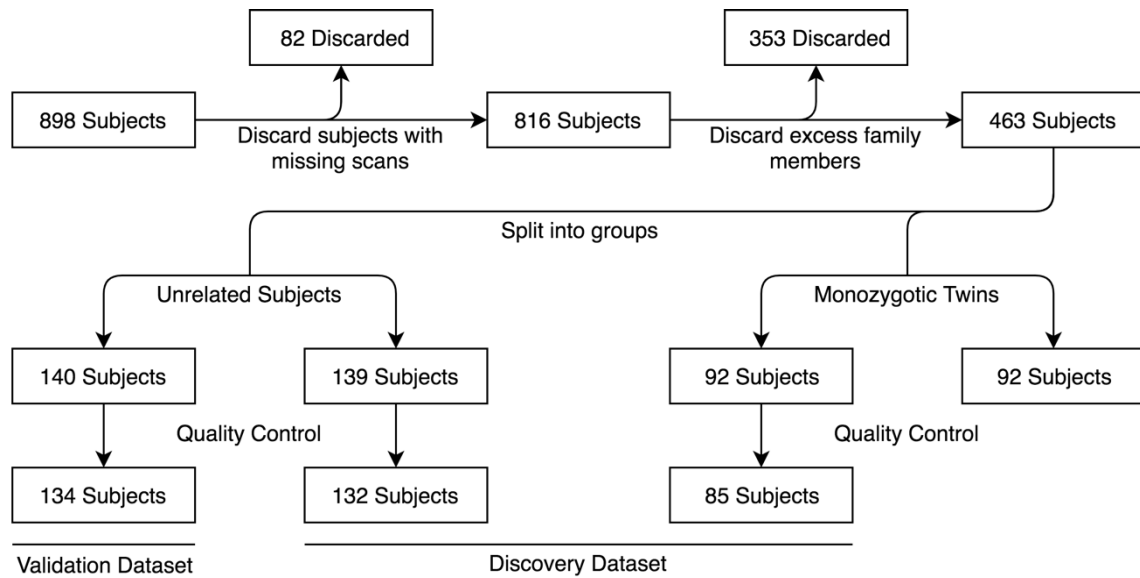 82 Discarded
353 Discarded
898 Subjects
Discard subjects with
missing scans
816 Subjects
Discard excess family
members
463 Subjects
Split into groups
Unrelated Subjects
Monozygotic Twins
140 Subjects
139 Subjects
92 Subjects
92 Subjects
Quality Control
Quality Control
134 Subjects
132 Subjects
85 Subjects
Validation Dataset
Discovery Dataset